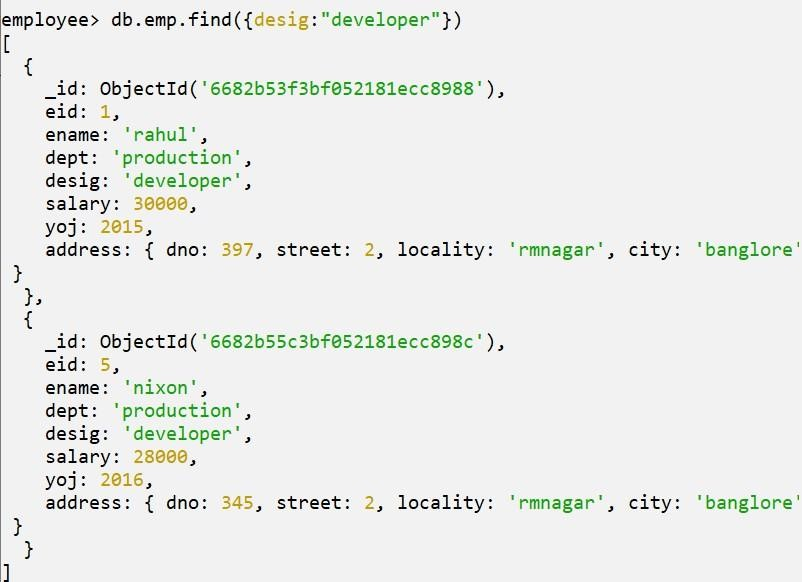 employee> db.emp.find({desig:"developer"})
[
  {
    _id: ObjectId('6682b53f3bf052181ecc8988'),
    eid: 1,
    ename: 'rahul',
    dept: 'production',
    desig: 'developer',
    salary: 30000,
    yoj: 2015,
    address: { dno: 397, street: 2, locality: 'rmnagar', city: 'banglore'
 }
  },
  {
    _id: ObjectId('6682b55c3bf052181ecc898c'),
    eid: 5,
    ename: 'nixon',
    dept: 'production',
    desig: 'developer',
    salary: 28000,
    yoj: 2016,
    address: { dno: 345, street: 2, locality: 'rmnagar', city: 'banglore'
 }
  }
]